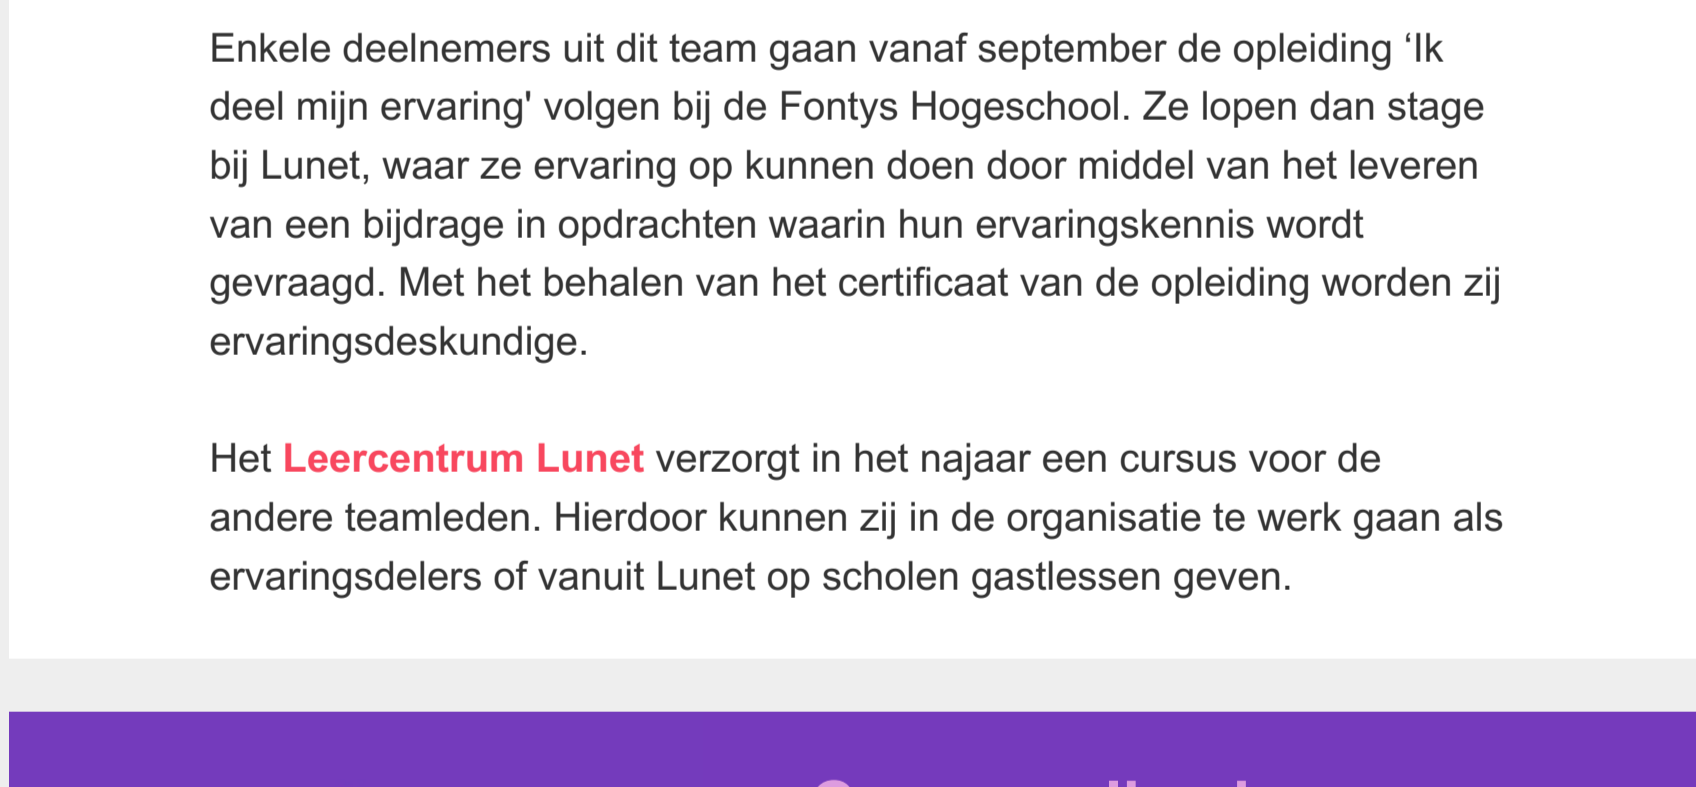 Enkele deelnemers uit dit team gaan vanaf september de opleiding ‘Ik
deel mijn ervaring' volgen bij de Fontys Hogeschool. Ze lopen dan stage
bij Lunet, waar ze ervaring op kunnen doen door middel van het leveren
van een bijdrage in opdrachten waarin hun ervaringskennis wordt
gevraagd. Met het behalen van het certificaat van de opleiding worden zij
ervaringsdeskundige.
Het Leercentrum Lunet verzorgt in het najaar een cursus voor de
andere teamleden. Hierdoor kunnen zij in de organisatie te werk gaan als
ervaringsdelers of vanuit Lunet op scholen gastlessen geven.